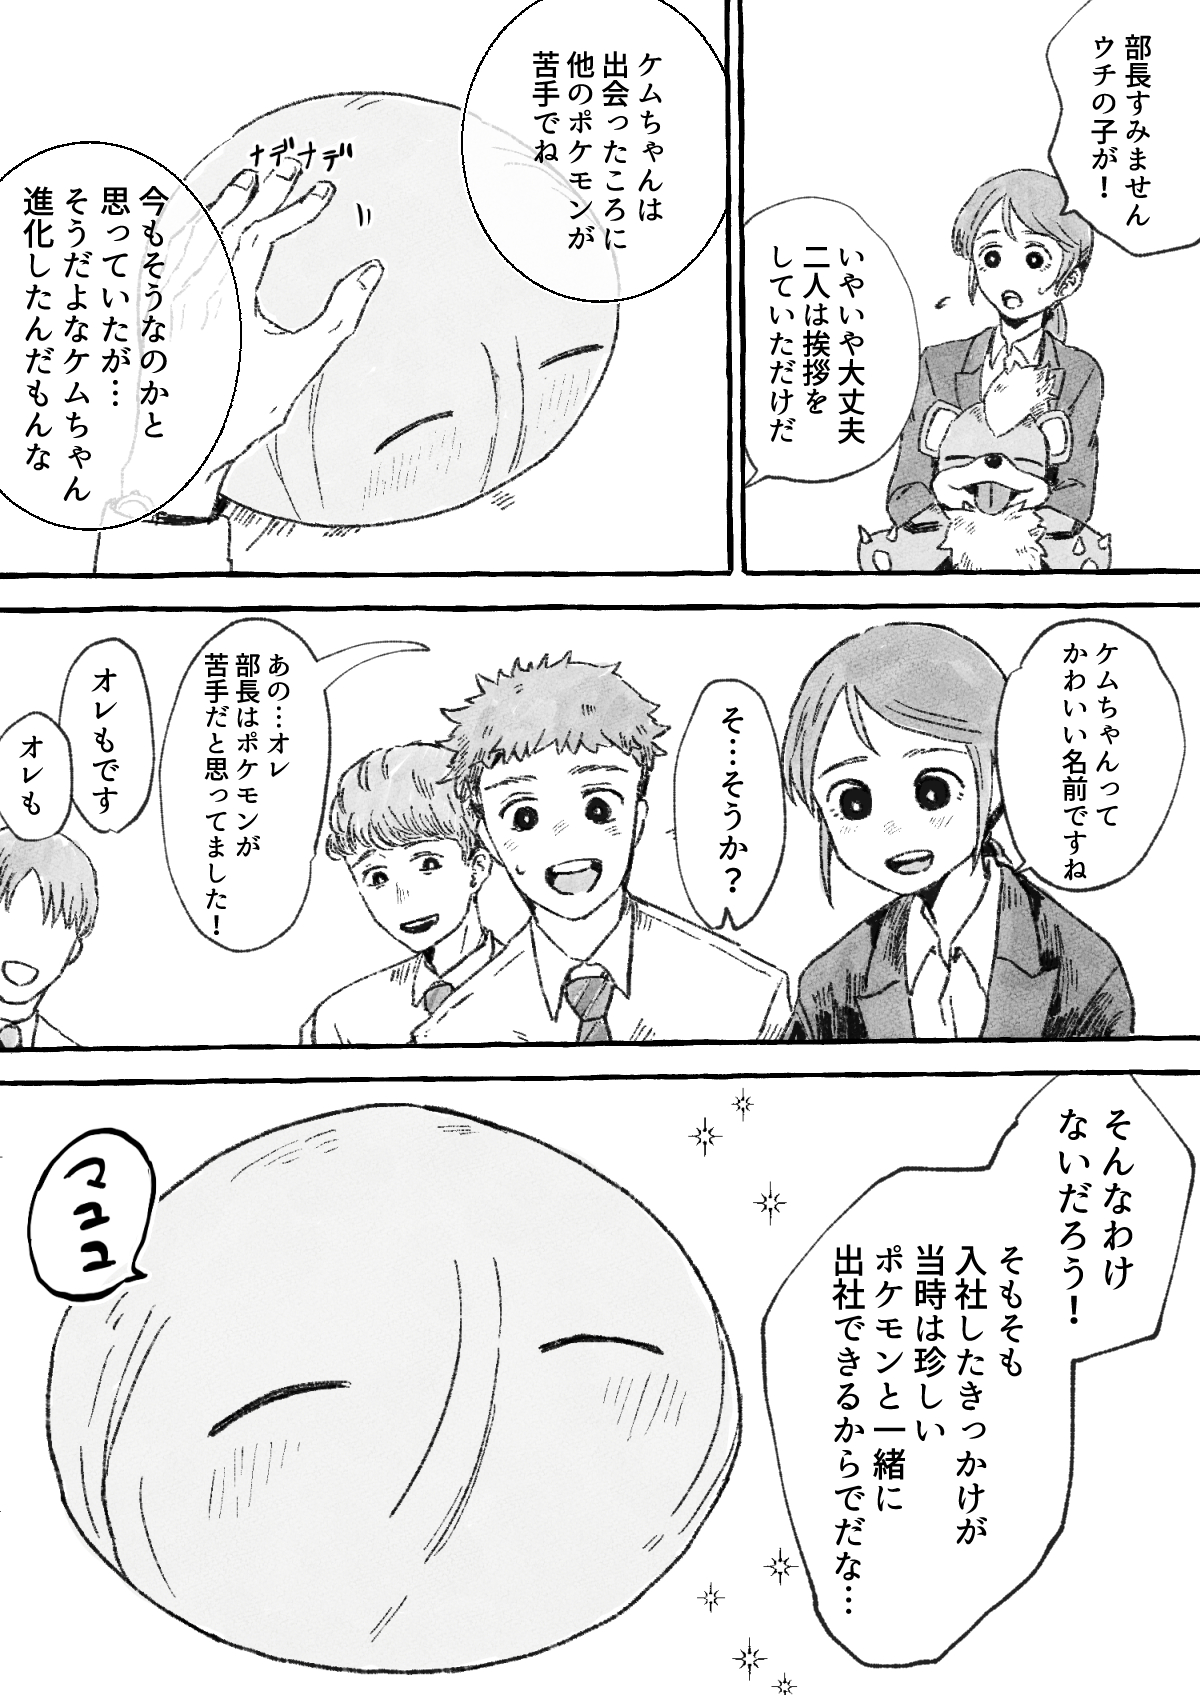 部長すみません
ウチの子が！
いやいや大丈夫
二人は挨拶を
していただけだ
ケムちゃんは
出会ったころに
他のポケモンが
苦手でね
ナデナデ
今もそうなのかと
思っていたが…
そうだよなケムちゃん
進化したんだもんな
ケムちゃんって
かわいい名前ですね
そ…そうか？
あの…オレ
部長はポケモンが
苦手だと思ってました！
オレもです
オレも
そんなわけ
ないだろう！
そもそも
入社したきっかけが
当時は珍しい
ポケモンと一緒に
出社できるからでだな…
マユユ